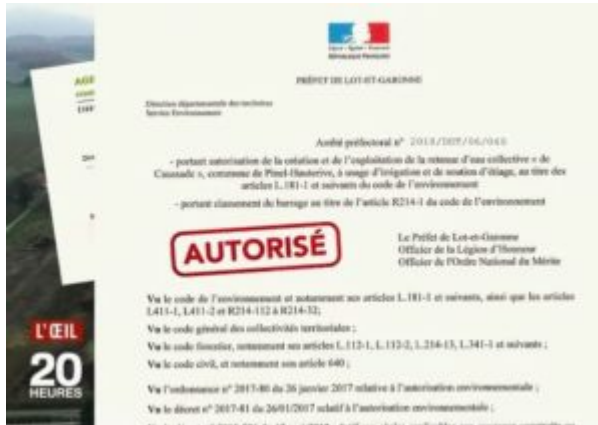 AGE
PRÉFET DE LOT-ET-GARONNE
Direction départementale des territoires
Service Environnement
Arrêté préfectoral n° 2018/DDT/06/
- portant autorisation de la création et de l'exploitation de la retenue d'eau collective « de
Caussade », commune de Pinel-Hauterive, à usage d'irrigation et de soutien d'étiage, au titre des
articles L.181-1 et suivants du code de l'environnement
- portant classement du barrage au titre de l'article R214-1 du code de l'environnement
AUTORISÉ
Le Préfet de Lot-et-Garonne
Officier de la Légion d'Honneur
Officier de l'Ordre National du Mérite
Vu le code de l'environnement et notamment ses articles L.181-1 et suivants, ainsi que les articles
L411-1, L411-2 et R214-112 à R214-32;
Vu le code général des collectivités territoriales ;
Vu le code forestier, notamment ses articles L.112-1, L.112-2, L.214-13, L.341-1 et suivants ;
Vu le code civil, et notamment son article 640 ;
L'ŒIL
20
HEURES
Vu l'ordonnance n° 2017-80 du 26 janvier 2017 relative à l'autorisation environnementale ;
Vu le décret n° 2017-81 du 26/01/2017 relatif à l'autorisation environnementale ;